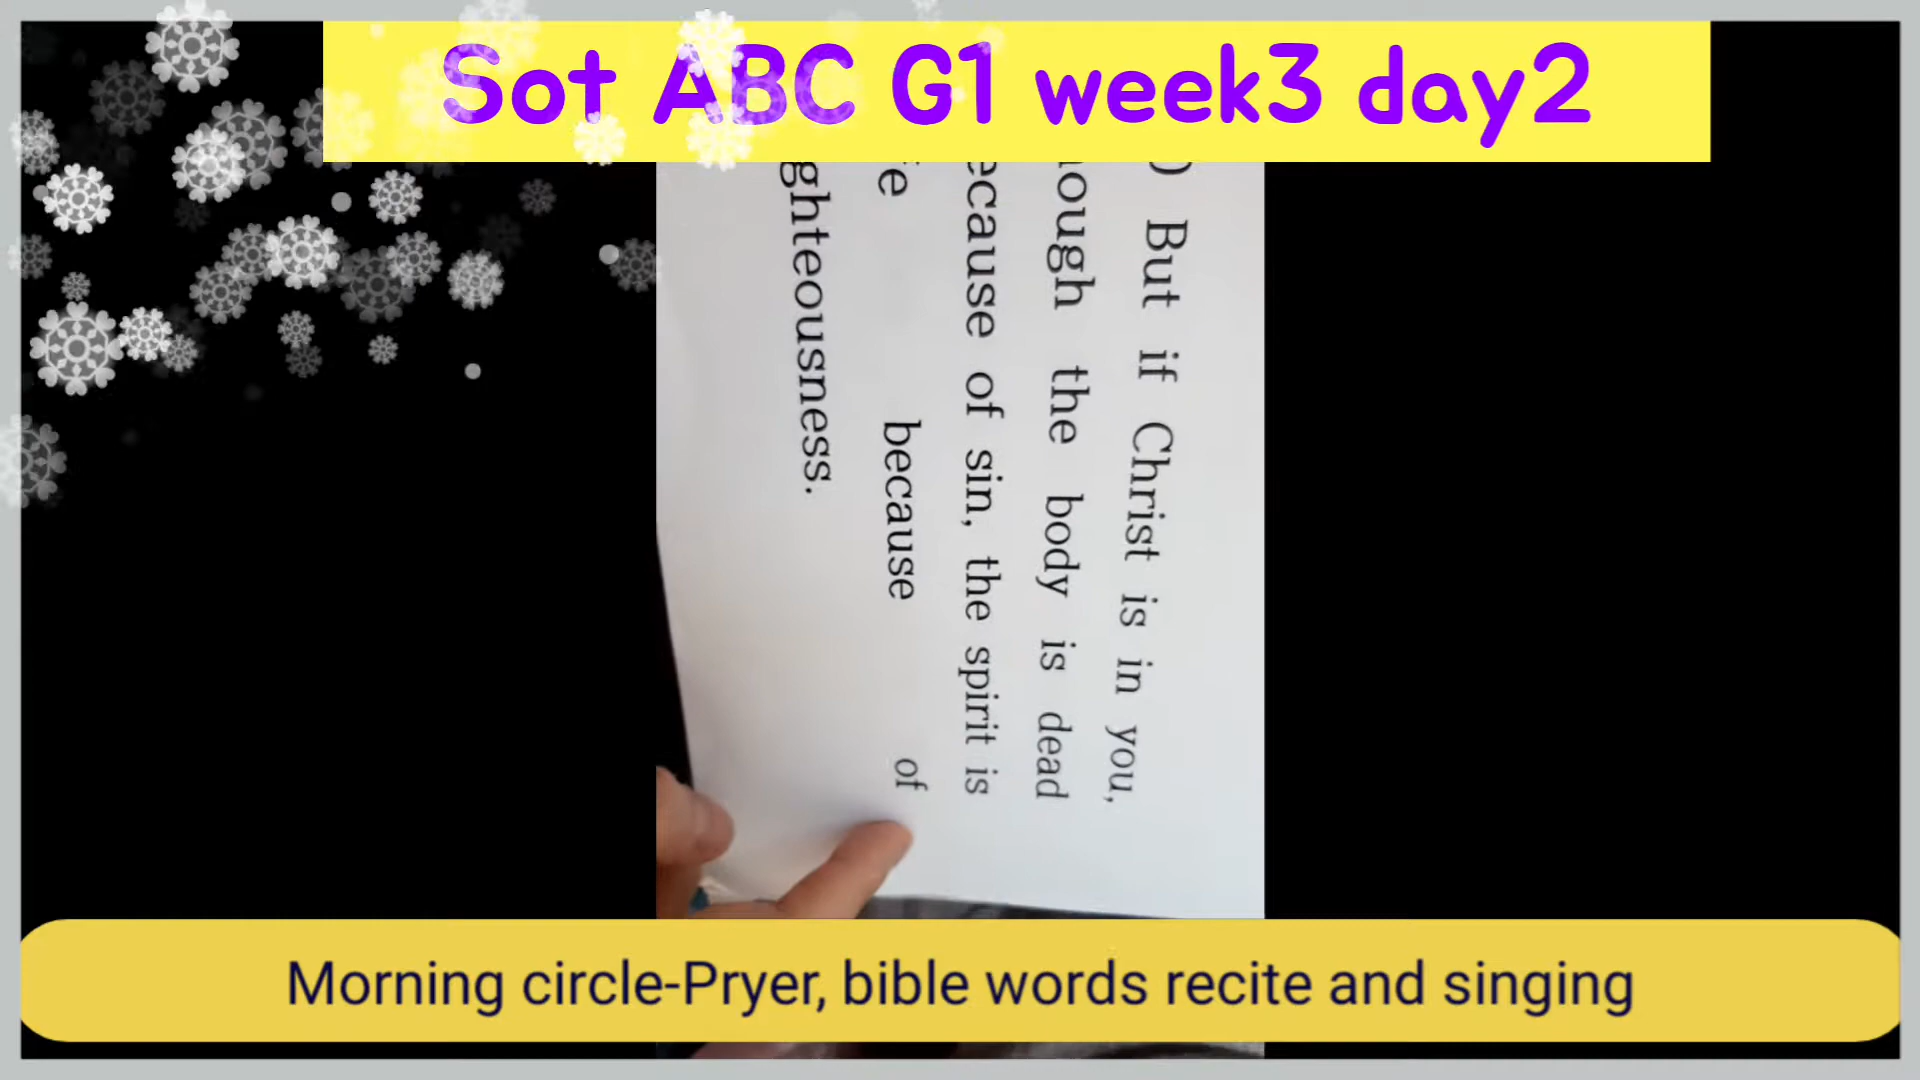 Sot ABC G1 week3 day2
) But if Christ is in you,
ough the body is dead
ecause of sin, the spirit is
e because of
ghteousness.
Morning circle-Pryer, bible words recite and singing